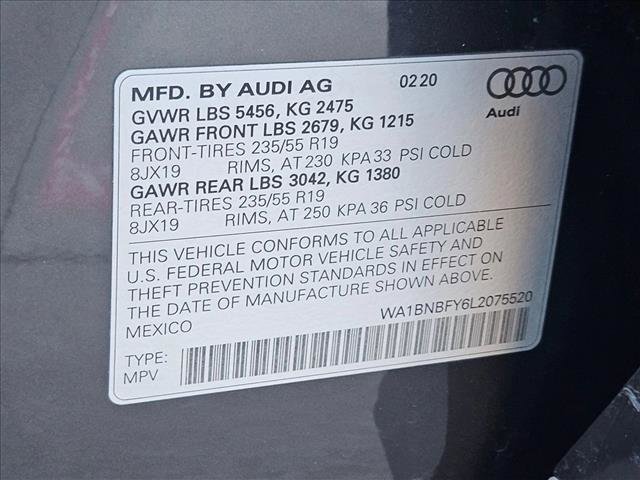 MFD. BY AUDI AG 02 20
Audi
GVWR LBS 5456, KG 2475
GAWR FRONT LBS 2679, KG 1215
FRONT-TIRES 235/55 R19
8JX19 RIMS, AT 230 KPA 33 PSI COLD
GAWR REAR LBS 3042, KG 1380
REAR-TIRES 235/55 R19
8JX19 RIMS, AT 250 KPA 36 PSI COLD
THIS VEHICLE CONFORMS TO ALL APPLICABLE
U.S. FEDERAL MOTOR VEHICLE SAFETY AND
THEFT PREVENTION STANDARDS IN EFFECT ON
THE DATE OF MANUFACTURE SHOWN ABOVE.
MEXICO WA1BNBFY6L2075520
TYPE:
MPV